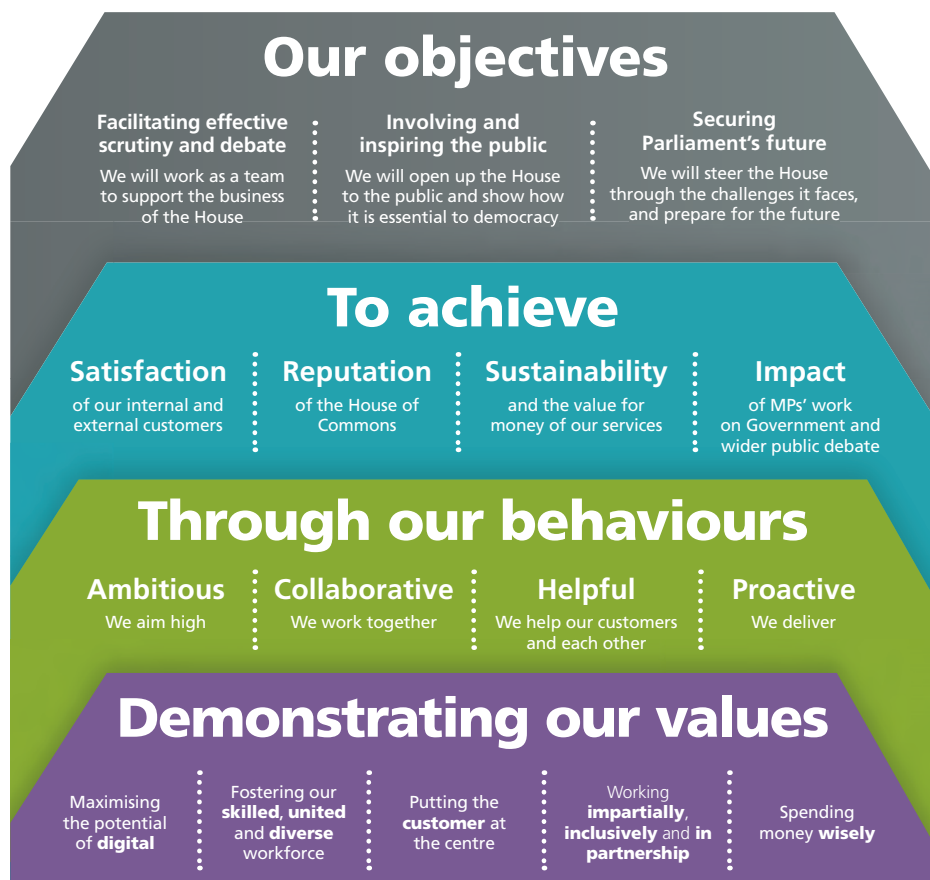 Our objectives
Facilitating effective
scrutiny and debate
We will work as a team
to support the business
of the House
Involving and
inspiring the public
We will open up the House
to the public and show how
it is essential to democracy
Securing
Parliament’s future
We will steer the House
through the challenges it faces,
and prepare for the future
To achieve
Satisfaction
of our internal and
external customers
Reputation
of the House of
Commons
Sustainability
and the value for
money of our services
Impact
of MPs’ work
on Government and
wider public debate
Through our behaviours
Ambitious
We aim high
Collaborative
We work together
Helpful
We help our customers
and each other
Proactive
We deliver
Demonstrating our values
Maximising
the potential
of digital
Fostering our
skilled, united
and diverse
workforce
Putting the
customer at
the centre
Working
impartially,
inclusively and in
partnership
Spending
money wisely